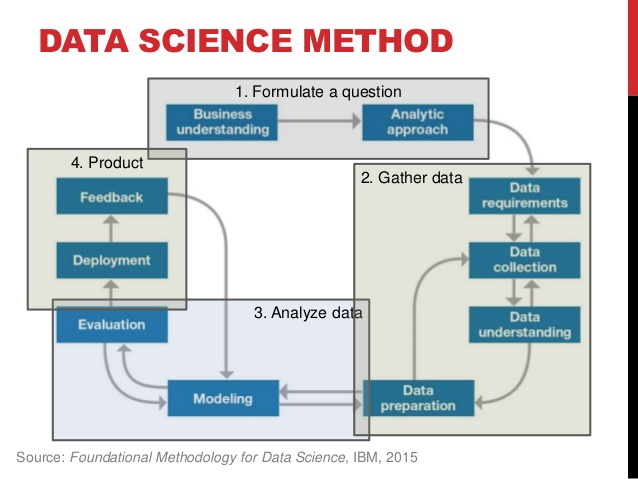 DATA SCIENCE METHOD
1. Formulate a question
Business
understanding
Analytic
approach
4. Product
2. Gather data
Feedback
Data
requirements
Deployment
Data
collection
3. Analyze data
Evaluation
Data
understanding
Modeling
Data
preparation
Source: Foundational Methodology for Data Science, IBM, 2015